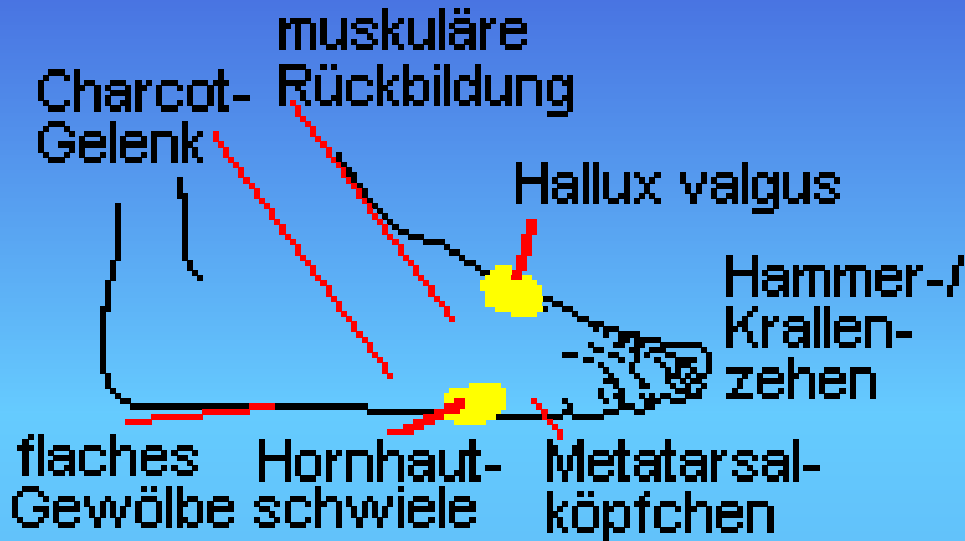 muskuläre
Rückbildung
Charcot-
Gelenk
Hallux valgus
Hammer-/
Krallen-
zehen
flaches
Gewölbe
Hornhaut-
schwiele
Metatarsal-
köpfchen